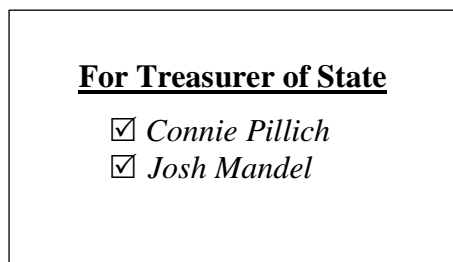 For Treasurer of State
☑ Connie Pillich
☑ Josh Mandel